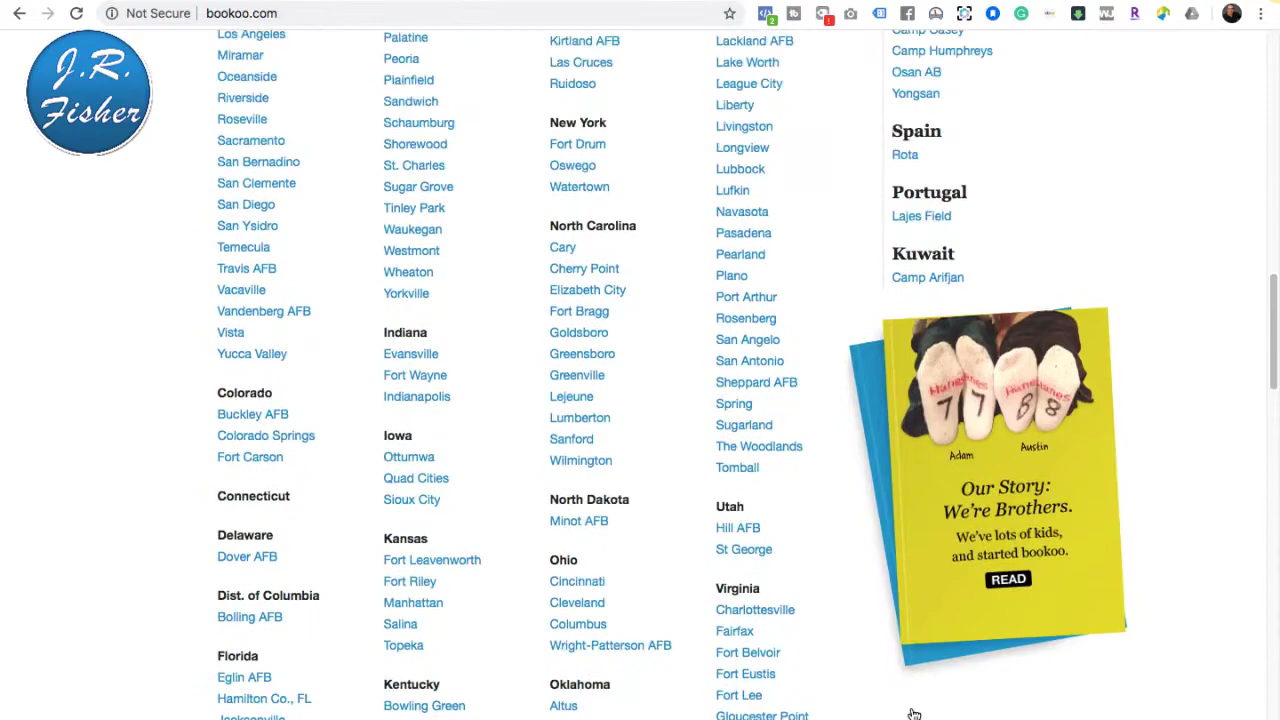 Not Secure
bookoo.com
2
1
J.R.
Fisher
Los Angeles
Miramar
Oceanside
Riverside
Roseville
Sacramento
San Bernadino
San Clemente
San Diego
San Ysidro
Temecula
Travis AFB
Vacaville
Vandenberg AFB
Vista
Yucca Valley
Colorado
Buckley AFB
Colorado Springs
Fort Carson
Connecticut
Delaware
Dover AFB
Dist. of Columbia
Bolling AFB
Florida
Eglin AFB
Hamilton Co., FL
Jacksonville
Palatine
Peoria
Plainfield
Sandwich
Schaumburg
Shorewood
St. Charles
Sugar Grove
Tinley Park
Waukegan
Westmont
Wheaton
Yorkville
Indiana
Evansville
Fort Wayne
Indianapolis
Iowa
Ottumwa
Quad Cities
Sioux City
Kansas
Fort Leavenworth
Fort Riley
Manhattan
Salina
Topeka
Kentucky
Bowling Green
Kirtland AFB
Las Cruces
Ruidoso
New York
Fort Drum
Oswego
Watertown
North Carolina
Cary
Cherry Point
Elizabeth City
Fort Bragg
Goldsboro
Greensboro
Greenville
Lejeune
Lumberton
Sanford
Wilmington
North Dakota
Minot AFB
Ohio
Cincinnati
Cleveland
Columbus
Wright-Patterson AFB
Oklahoma
Altus
Lackland AFB
Lake Worth
League City
Liberty
Livingston
Longview
Lubbock
Lufkin
Navasota
Pasadena
Pearland
Plano
Port Arthur
Rosenberg
San Angelo
San Antonio
Sheppard AFB
Spring
Sugarland
The Woodlands
Tomball
Utah
Hill AFB
St George
Virginia
Charlottesville
Fairfax
Fort Belvoir
Fort Eustis
Fort Lee
Gloucester Point
Camp Casey
Camp Humphreys
Osan AB
Yongsan
Spain
Rota
Portugal
Lajes Field
Kuwait
Camp Arifjan
Hanes
7 7 8 8
Adam
Austin
Our Story:
We're Brothers.
We've lots of kids,
and started bookoo.
READ